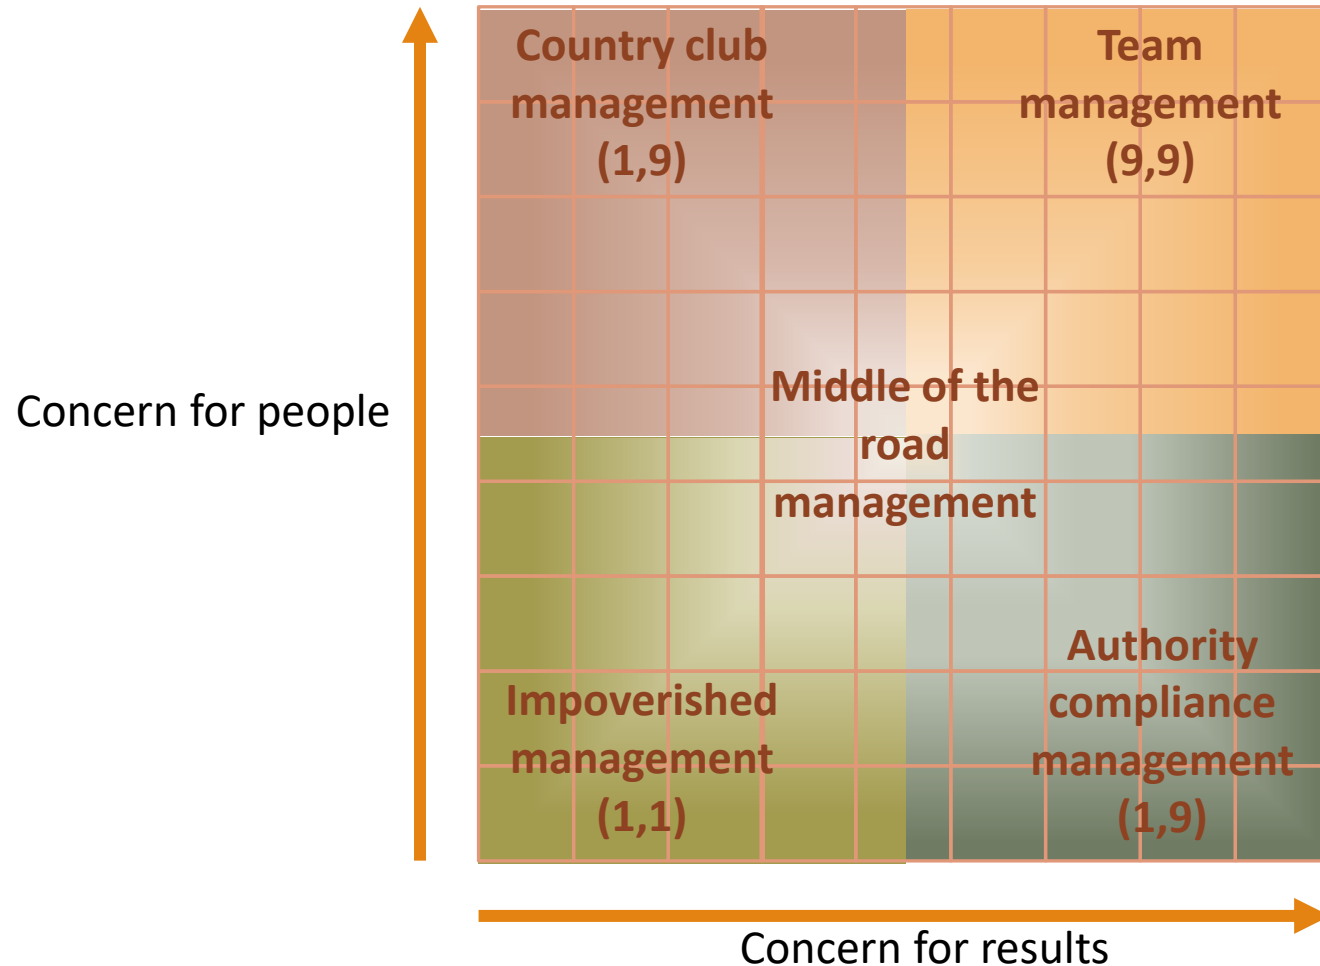 Country club
management
(1,9)
Team
management
(9,9)
Concern for people
Middle of the
road
management
Impoverished
management
(1,1)
Authority
compliance
management
(1,9)
Concern for results